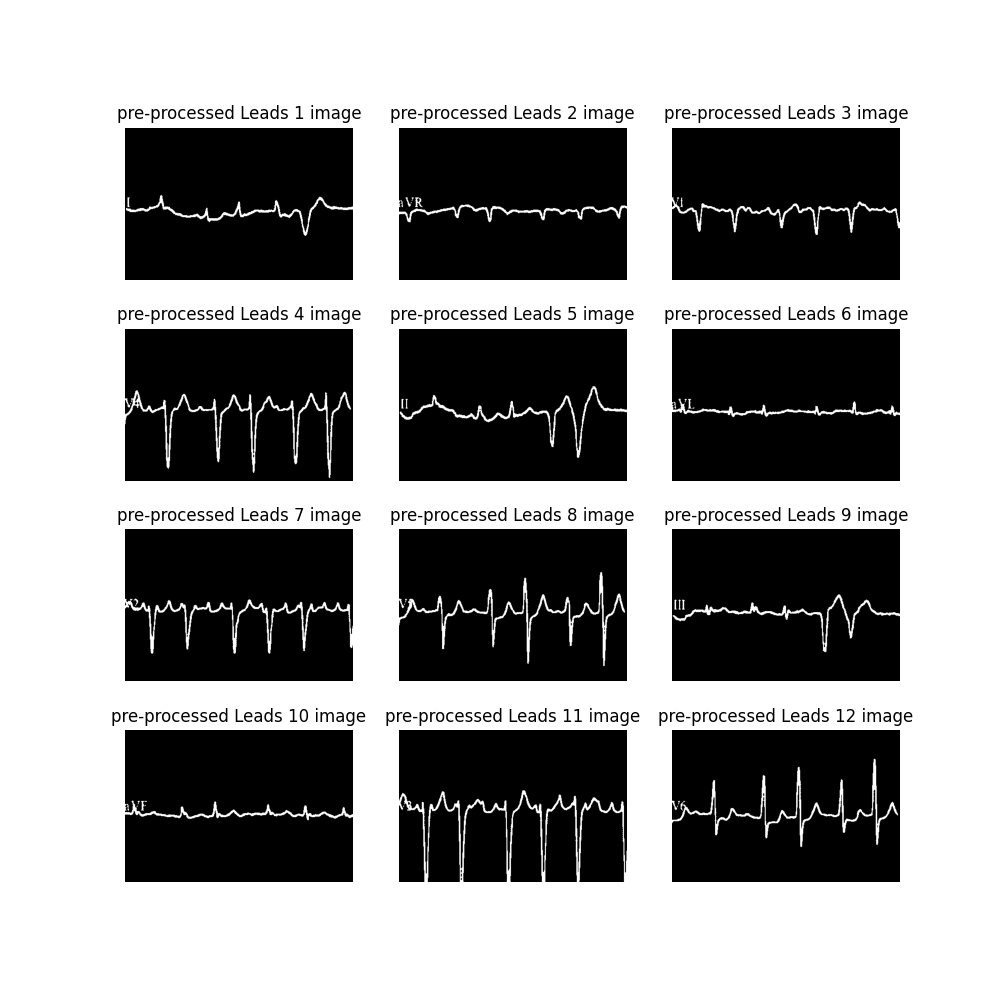 pre-processed Leads 1 image
pre-processed Leads 2 image
pre-processed Leads 3 image
I
aVR
V1
pre-processed Leads 4 image
pre-processed Leads 5 image
pre-processed Leads 6 image
V4
II
aVL
pre-processed Leads 7 image
pre-processed Leads 8 image
pre-processed Leads 9 image
V2
III
pre-processed Leads 10 image
pre-processed Leads 11 image
pre-processed Leads 12 image
aVF
V6